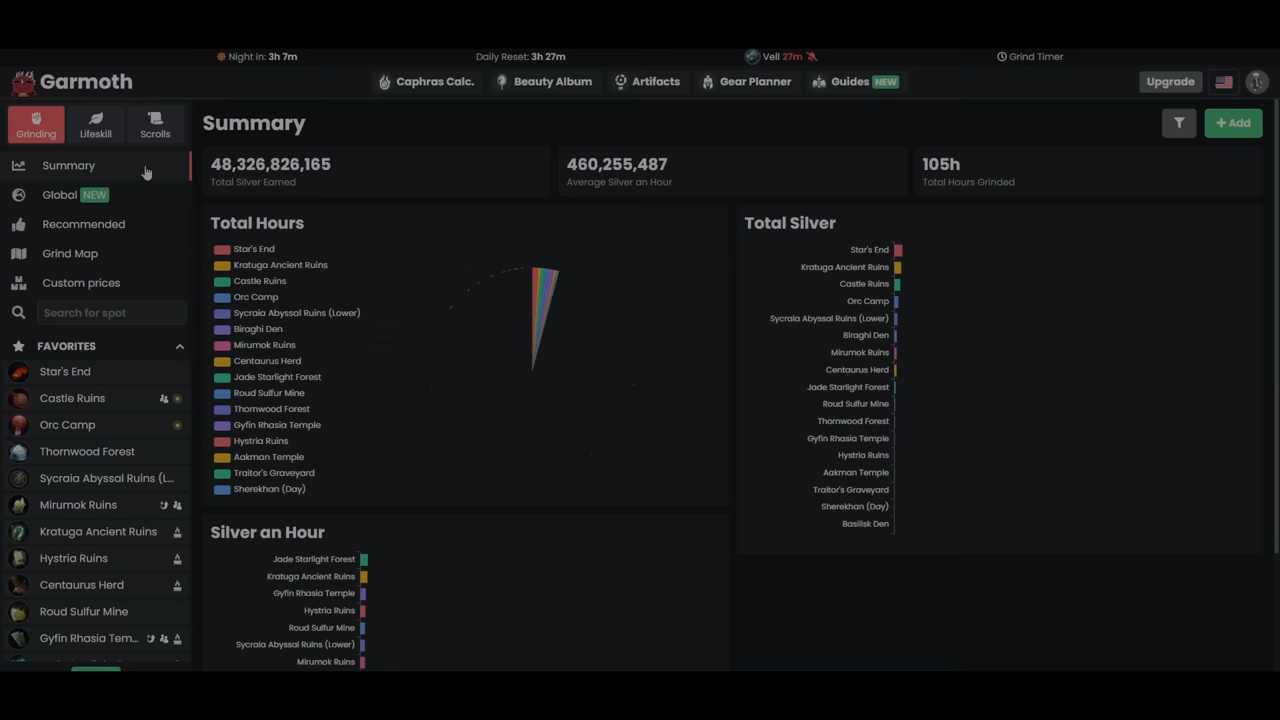 Night in: 3h 7m
Daily Reset: 3h 27m
Vell 27m
Grind Timer
Garmoth
Caphras Calc.
Beauty Album
Artifacts
Gear Planner
Guides NEW
Upgrade
Grinding
Lifeskill
Scrolls
Summary
Global NEW
Recommended
Grind Map
Custom prices
Search for spot
FAVORITES
Star's End
Castle Ruins
Orc Camp
Thornwood Forest
Sycraia Abyssal Ruins (L...
Mirumok Ruins
Kratuga Ancient Ruins
Hystria Ruins
Centaurus Herd
Roud Sulfur Mine
Gyfin Rhasia Tem...
Summary
+ Add
48,326,826,165
Total Silver Earned
460,255,487
Average Silver an Hour
105h
Total Hours Grinded
Total Hours
Star's End
Kratuga Ancient Ruins
Castle Ruins
Orc Camp
Sycraia Abyssal Ruins (Lower)
Biraghi Den
Mirumok Ruins
Centaurus Herd
Jade Starlight Forest
Roud Sulfur Mine
Thornwood Forest
Gyfin Rhasia Temple
Hystria Ruins
Aakman Temple
Traitor's Graveyard
Sherekhan (Day)
Total Silver
Star's End
Kratuga Ancient Ruins
Castle Ruins
Orc Camp
Sycraia Abyssal Ruins (Lower)
Biraghi Den
Mirumok Ruins
Centaurus Herd
Jade Starlight Forest
Roud Sulfur Mine
Thornwood Forest
Gyfin Rhasia Temple
Hystria Ruins
Aakman Temple
Traitor's Graveyard
Sherekhan (Day)
Basilisk Den
Silver an Hour
Jade Starlight Forest
Kratuga Ancient Ruins
Gyfin Rhasia Temple
Hystria Ruins
Roud Sulfur Mine
Sycraia Abyssal Ruins (Lower)
Mirumok Ruins